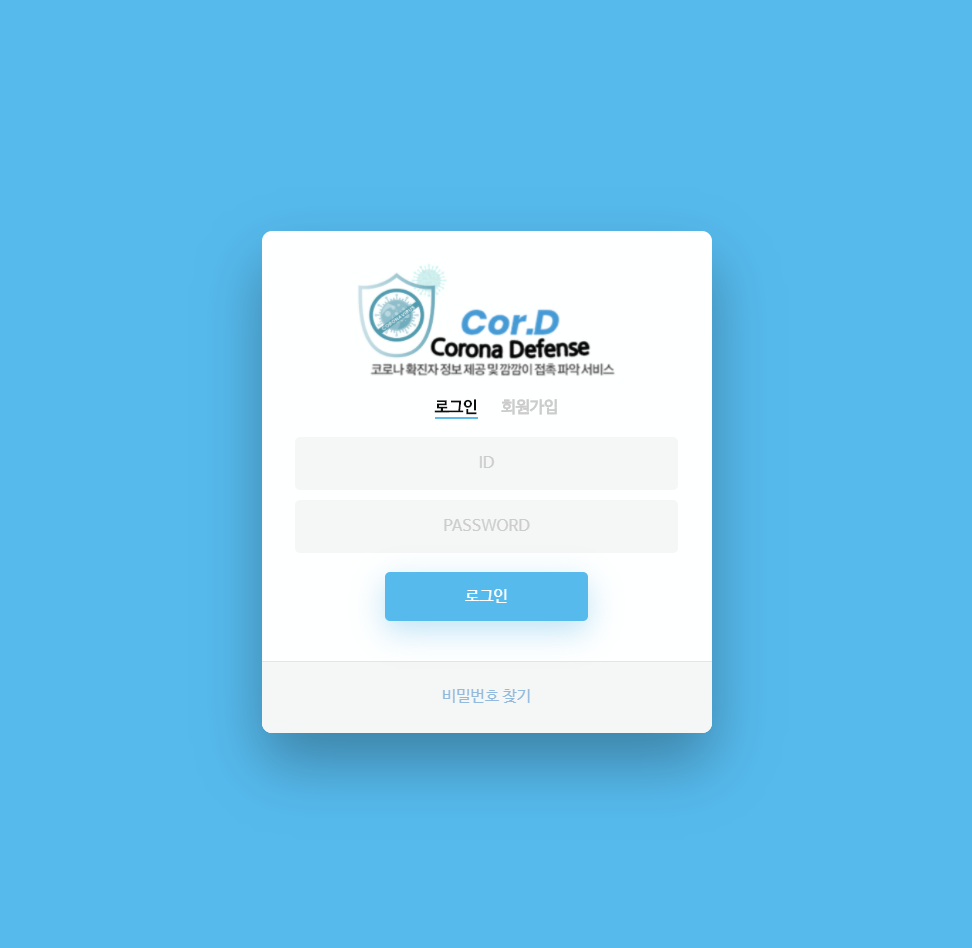 Cor.D
Corona Defense
코로나 확진자 정보 제공 및 깜깜이 접촉 파악 서비스
로그인 회원가입
ID
PASSWORD
로그인
비밀번호 찾기